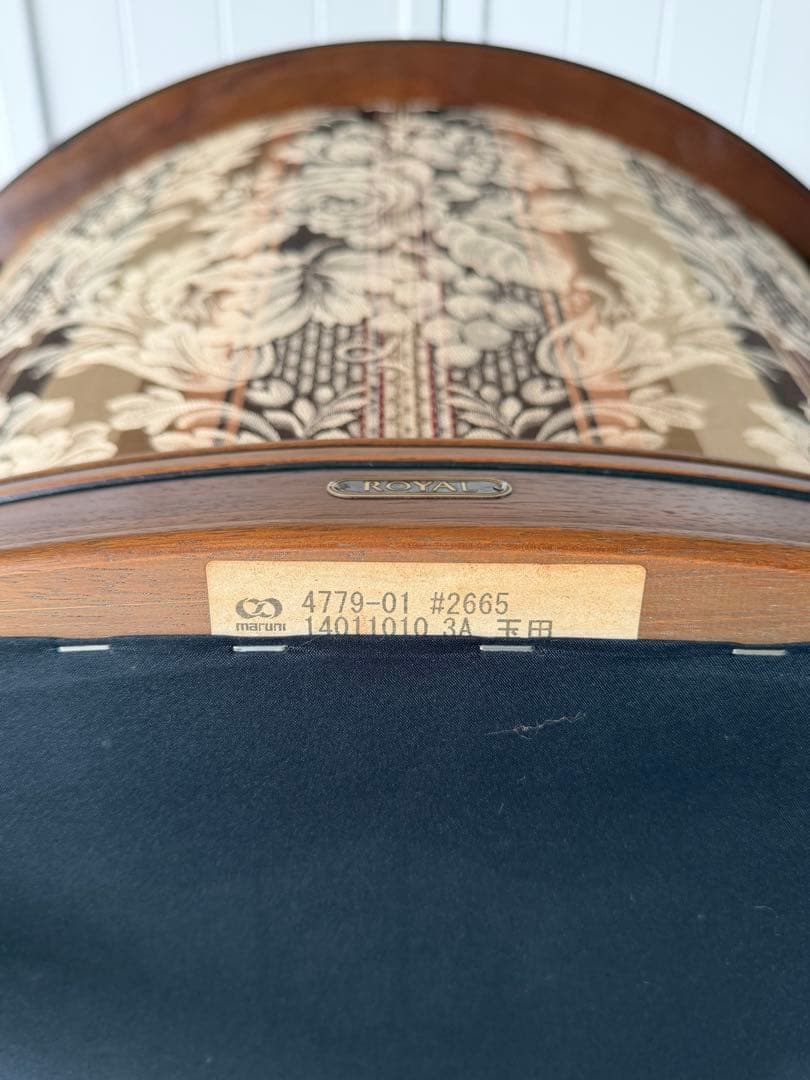 ROYAL
maruni
4779-01 #2665
14011010 3A 玉田